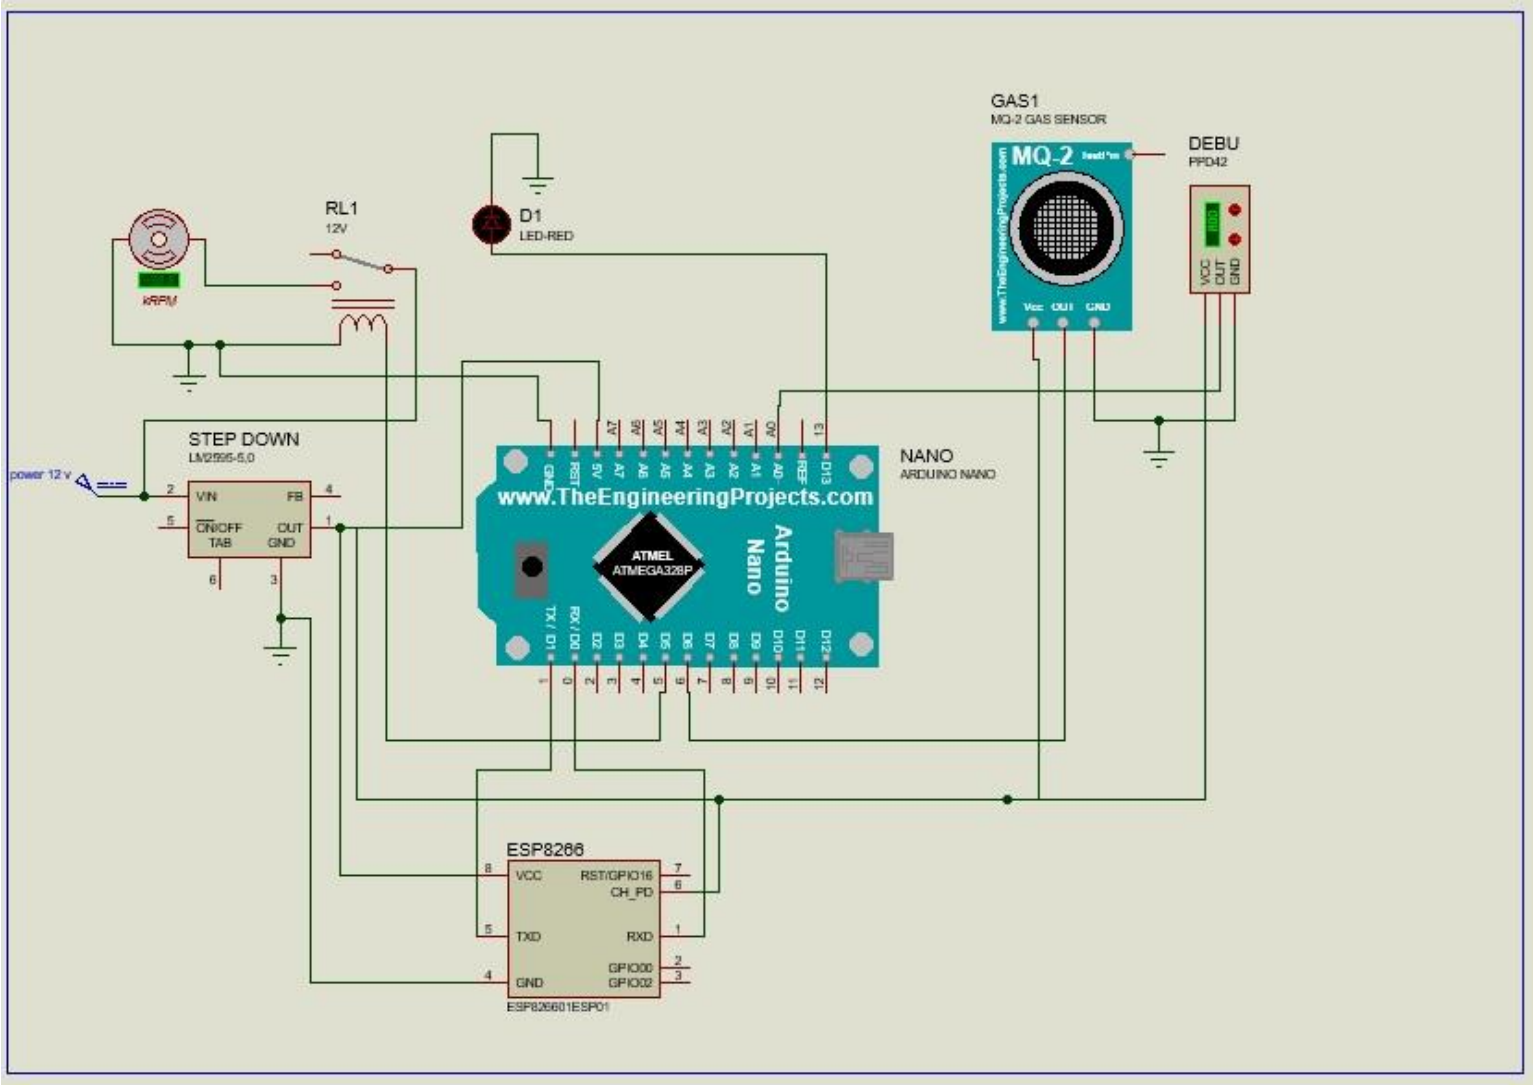 GAS1
MQ-2 GAS SENSOR
DEBU
PPD42
MQ-2
www.TheEngineeringProjects.com
Vcc OUT GND
VCC
OUT
GND
RL1
12V
D1
LED-RED
kRPM
STEP DOWN
LM2595-5,0
power 12 v
2 VIN FB 4
5 ON/OFF OUT 1
TAB GND
6 3
NANO
ARDUINO NANO
A7 A6 A5 A4 A3 A2 A1 A0 13
GND RST 5V A7 A6 A5 A4 A3 A2 A1 A0 REF D13
www.TheEngineeringProjects.com
ATMEL
ATMEGA328P
Arduino
Nano
TX / D1 RX / D0 D2 D3 D4 D5 D6 D7 D8 D9 D10 D11 D12
1 0 2 3 4 5 6 7 8 9 10 11 12
ESP8266
8 VCC RST/GPIO16 7
CH_PD 6
5 TXD RXD 1
GPIO00 2
4 GND GPIO02 3
ESP826601ESP01